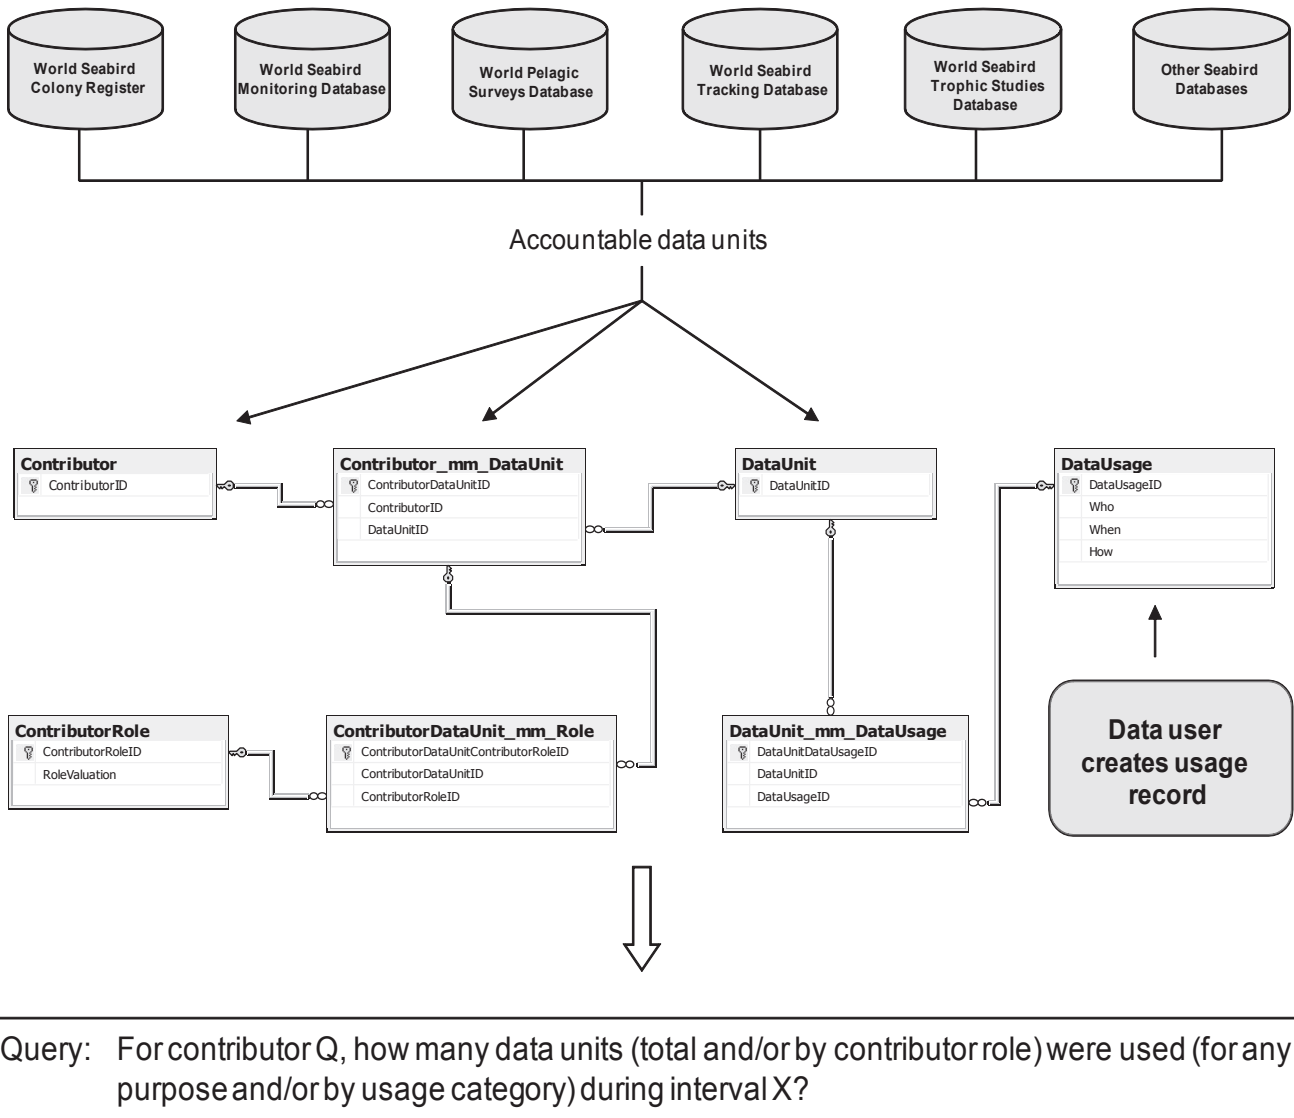 World Seabird
Colony Register
World Seabird
Monitoring Database
World Pelagic
Surveys Database
World Seabird
Tracking Database
World Seabird
Trophic Studies
Database
Other Seabird
Databases
Accountable data units
Contributor
ContributorID
Contributor_mm_DataUnit
ContributorDataUnitID
ContributorID
DataUnitID
DataUnit
DataUnitID
DataUsage
DataUsageID
Who
When
How
ContributorRole
ContributorRoleID
RoleValuation
ContributorDataUnit_mm_Role
ContributorDataUnitContributorRoleID
ContributorDataUnitID
ContributorRoleID
DataUnit_mm_DataUsage
DataUnitDataUsageID
DataUnitID
DataUsageID
Data user
creates usage
record
Query: For contributor Q, how many data units (total and/or by contributor role) were used (for any
purpose and/or by usage category) during interval X?